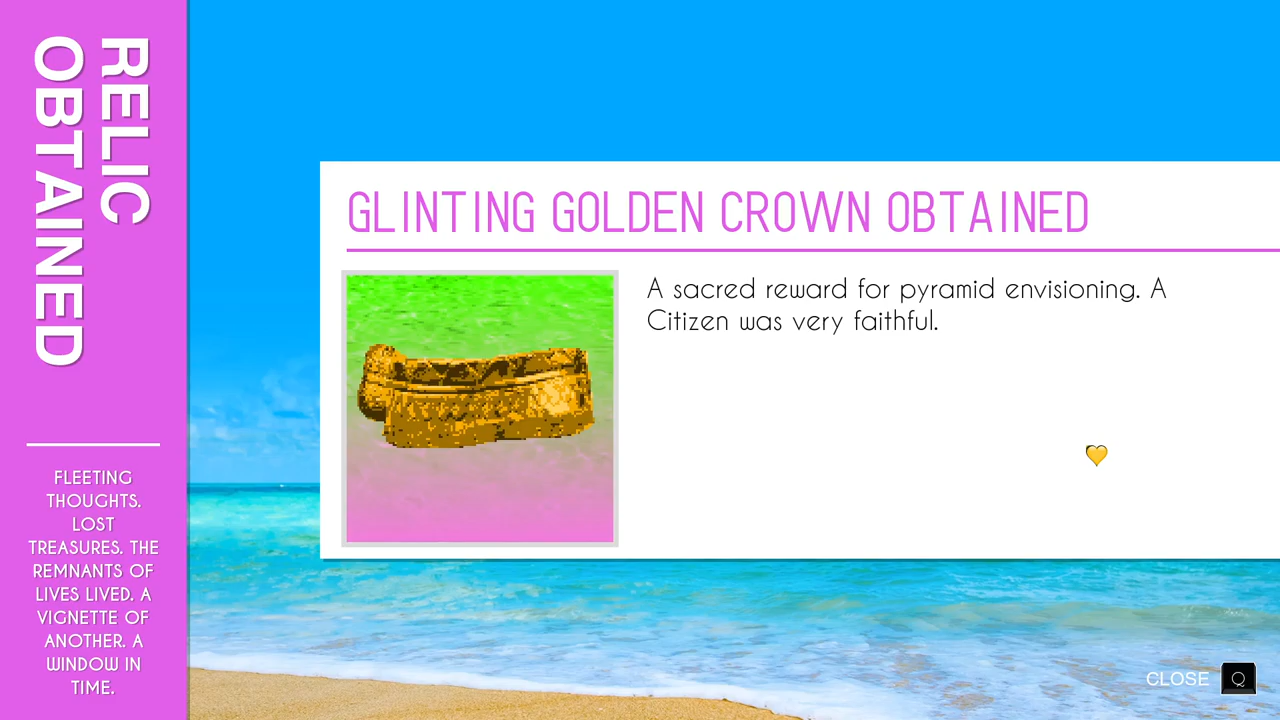 RELIC
OBTAINED
FLEETING
THOUGHTS.
LOST
TREASURES. THE
REMNANTS OF
LIVES LIVED. A
VIGNETTE OF
ANOTHER. A
WINDOW IN
TIME.
GLINTING GOLDEN CROWN OBTAINED
A sacred reward for pyramid envisioning. A
Citizen was very faithful.
CLOSE Q